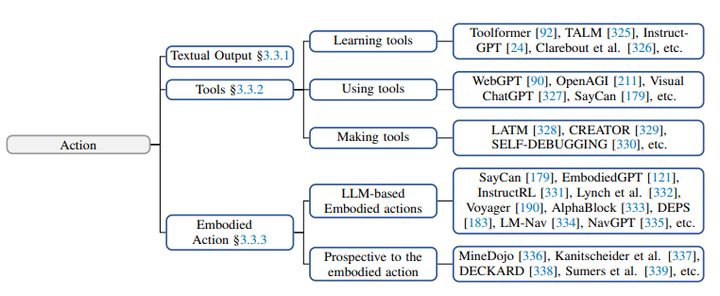 Action
Textual Output §3.3.1
Tools §3.3.2
Learning tools
Toolformer [92], TALM [325], Instruct-
GPT [24], Clarebout et al. [326], etc.
Using tools
WebGPT [90], OpenAGI [211], Visual
ChatGPT [327], SayCan [179], etc.
Making tools
LATM [328], CREATOR [329],
SELF-DEBUGGING [330], etc.
Embodied
Action §3.3.3
LLM-based
Embodied actions
SayCan [179], EmbodiedGPT [121],
InstructRL [331], Lynch et al. [332],
Voyager [190], AlphaBlock [333], DEPS
[183], LM-Nav [334], NavGPT [335], etc.
Prospective to the
embodied action
MineDojo [336], Kanitscheider et al. [337],
DECKARD [338], Sumers et al. [339], etc.